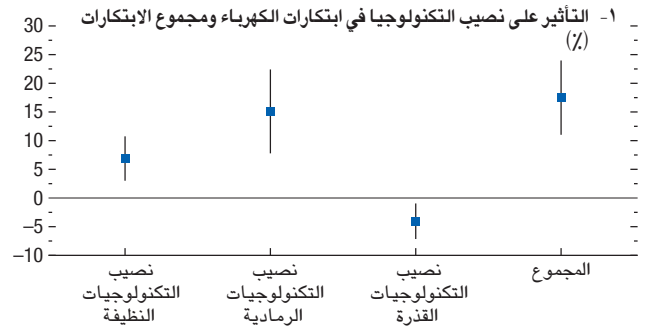 ١- التأثير على نصيب التكنولوجيا في ابتكارات الكهرباء ومجموع الابتكارات
(٪)
30
25
20
15
10
5
0
–5
–10
نصيب
التكنولوجيات
النظيفة
نصيب
التكنولوجيات
الرمادية
نصيب
التكنولوجيات
القذرة
المجموع